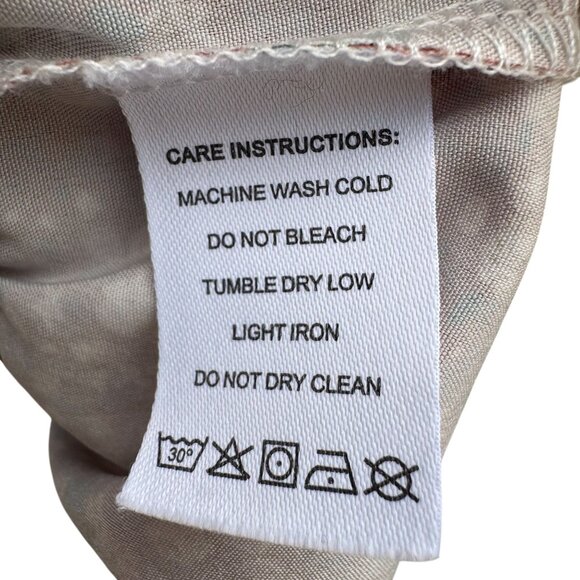 CARE INSTRUCTIONS:
MACHINE WASH COLD
DO NOT BLEACH
TUMBLE DRY LOW
LIGHT IRON
DO NOT DRY CLEAN
30°